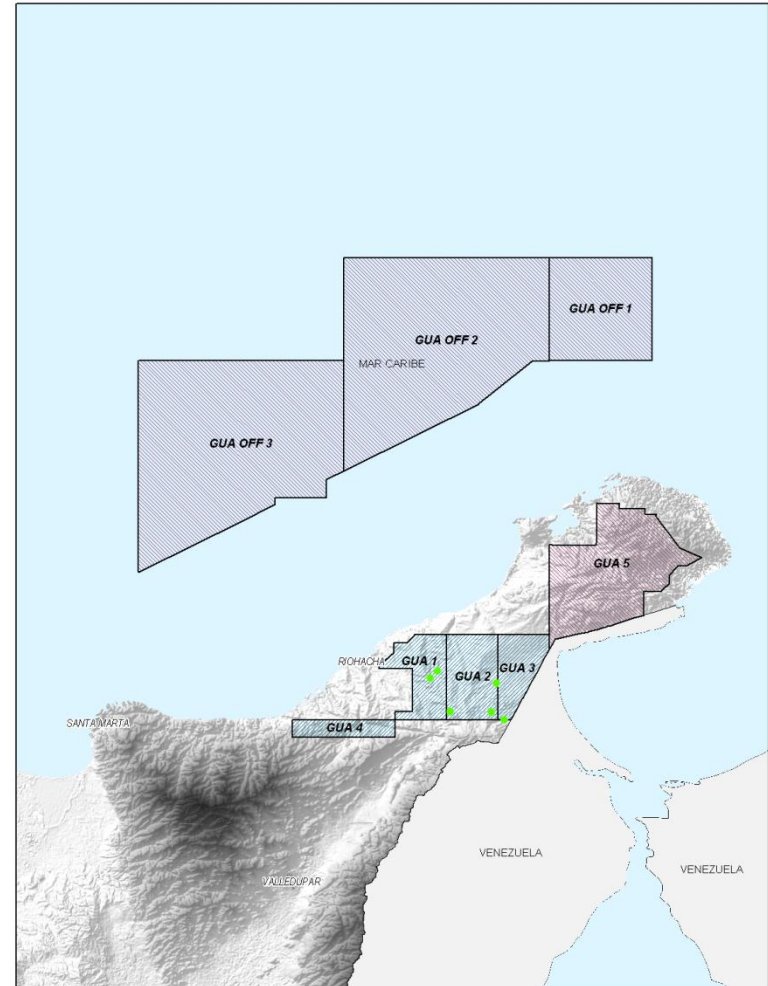 GUA OFF 1
GUA OFF 2
MAR CARIBE
GUA OFF 3
GUA 5
RIOHACHA
GUA 1
GUA 2
GUA 3
SANTA MARTA
GUA 4
VENEZUELA
VENEZUELA
VALLEDUPAR